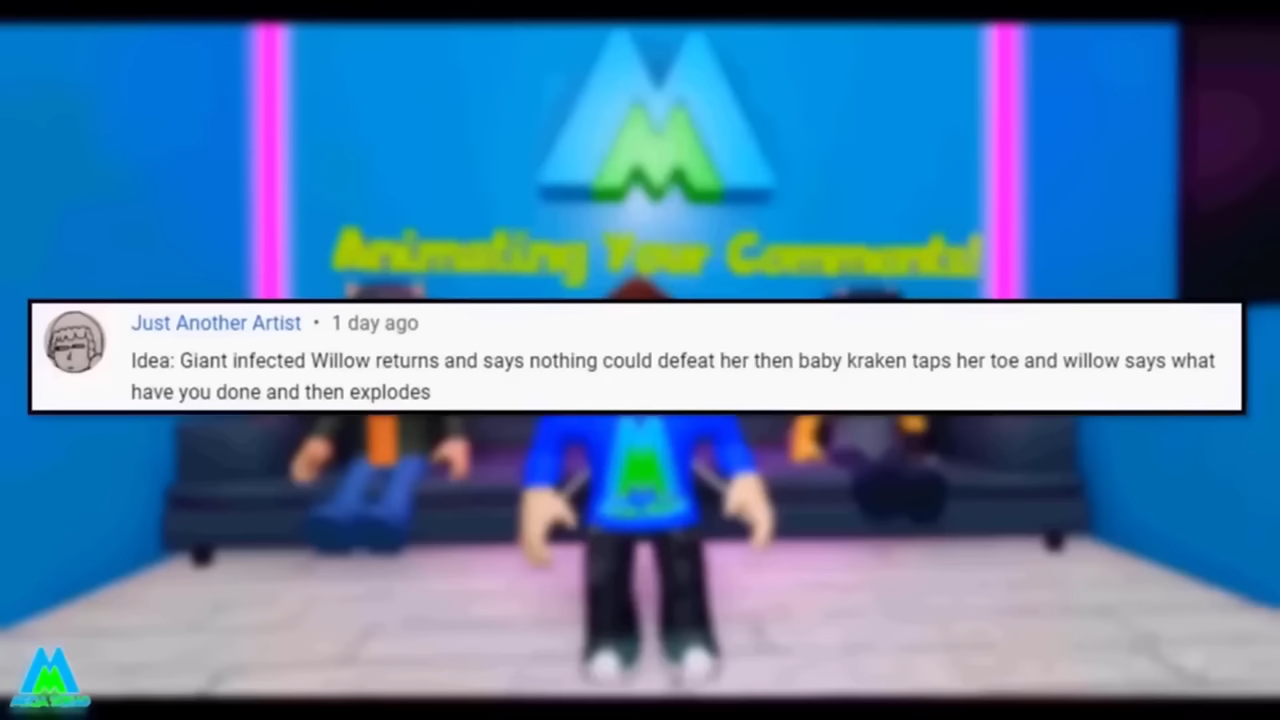 Animating Your Comments!
Just Another Artist • 1 day ago
Idea: Giant infected Willow returns and says nothing could defeat her then baby kraken taps her toe and willow says what
have you done and then explodes